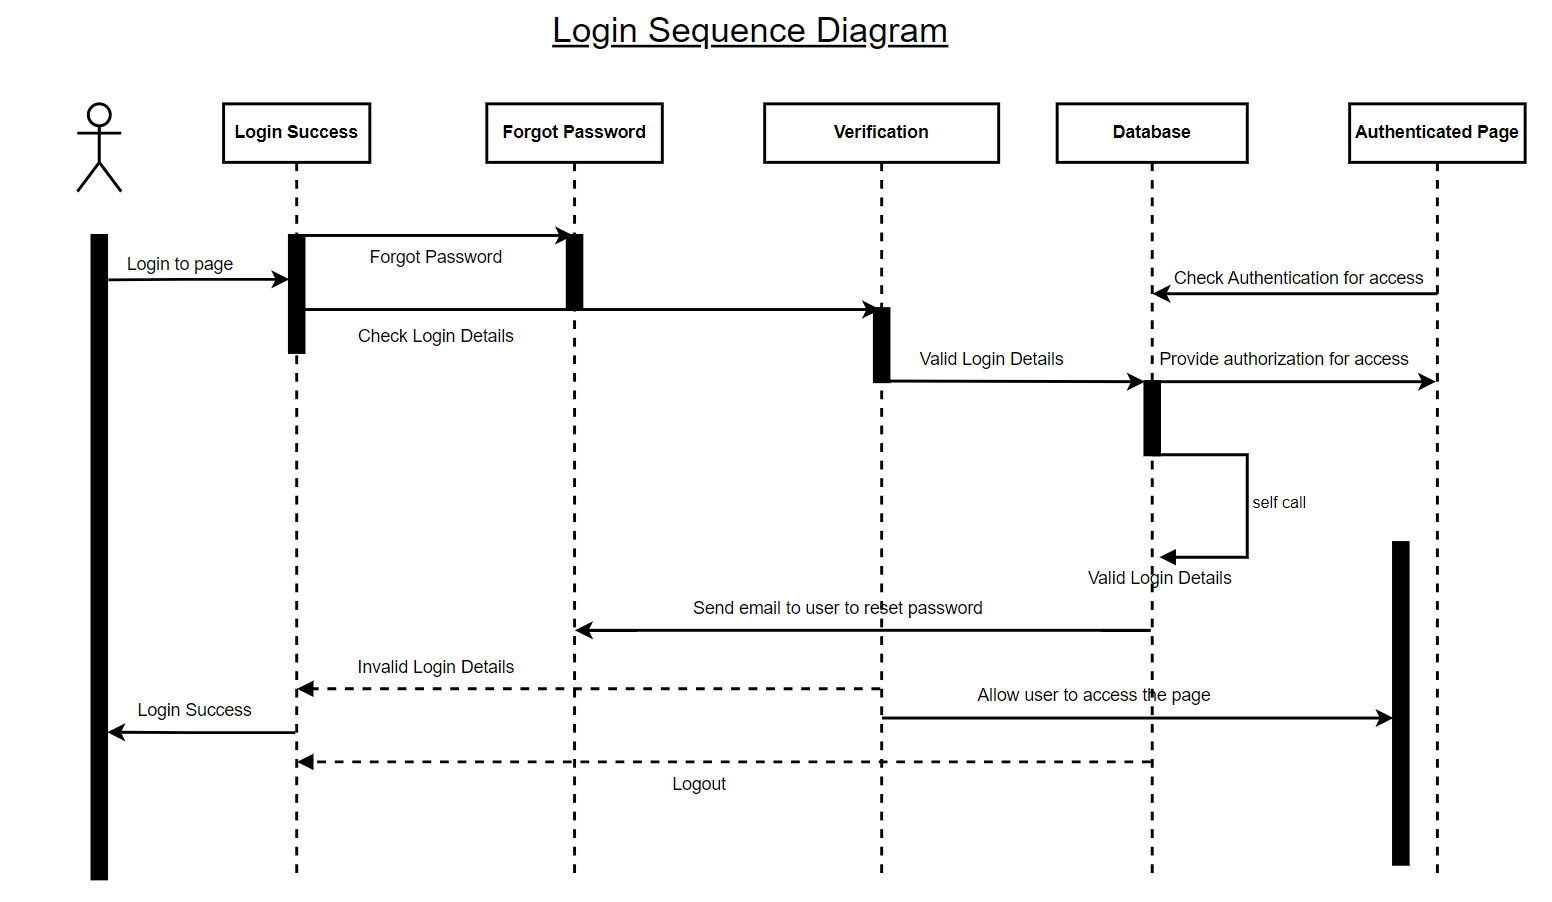 Login Sequence Diagram
Login Success
Forgot Password
Verification
Database
Authenticated Page
Forgot Password
Login to page
Check Authentication for access
Check Login Details
Valid Login Details
Provide authorization for access
self call
Valid Login Details
Send email to user to reset password
Invalid Login Details
Allow user to access the page
Login Success
Logout